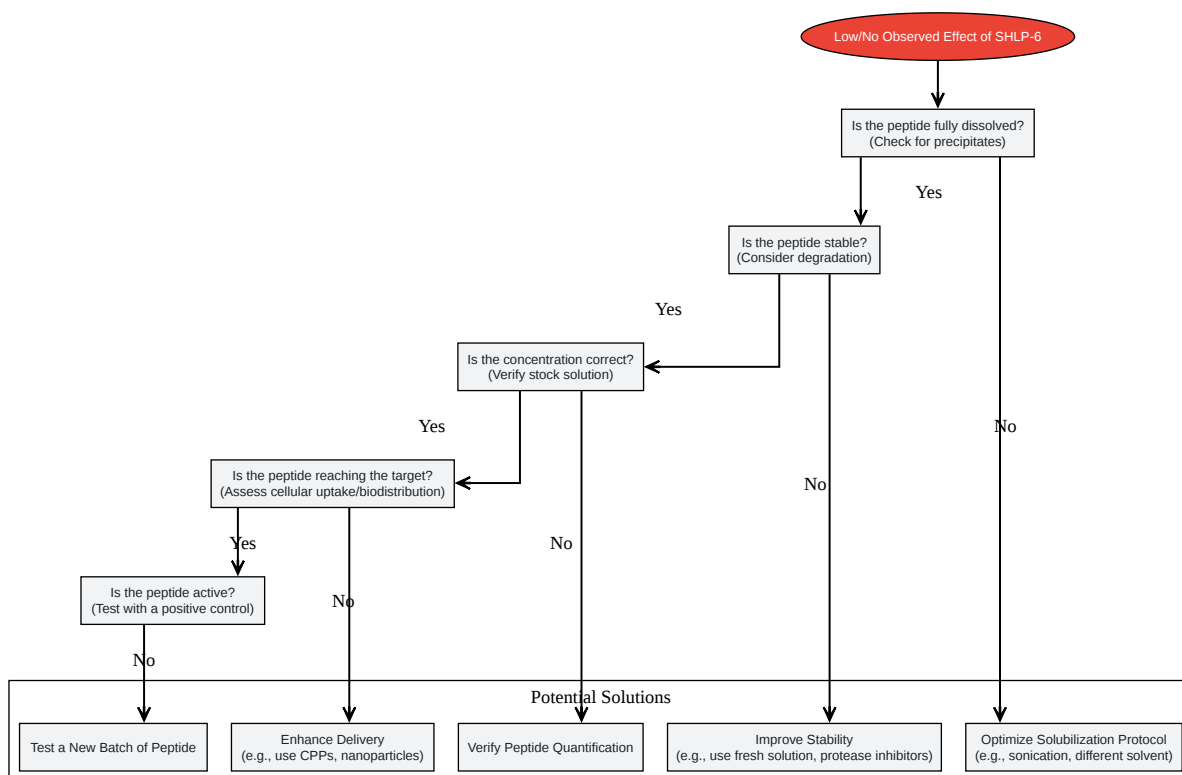 Low/No Observed Effect of SHLP-6
Is the peptide fully dissolved?
(Check for precipitates)
Yes
Is the peptide stable?
(Consider degradation)
Yes
Is the concentration correct?
(Verify stock solution)
Yes
No
Is the peptide reaching the target?
(Assess cellular uptake/biodistribution)
No
Yes
No
Is the peptide active?
(Test with a positive control)
No
No
Potential Solutions
Test a New Batch of Peptide
Enhance Delivery
(e.g., use CPPs, nanoparticles)
Verify Peptide Quantification
Improve Stability
(e.g., use fresh solution, protease inhibitors)
Optimize Solubilization Protocol
(e.g., sonication, different solvent)